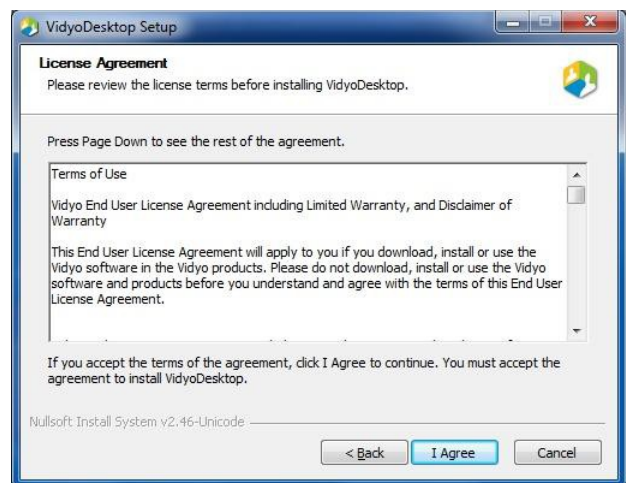 VidyoDesktop Setup
License Agreement
Please review the license terms before installing VidyoDesktop.
Press Page Down to see the rest of the agreement.
Terms of Use
Vidyo End User License Agreement including Limited Warranty, and Disclaimer of
Warranty
This End User License Agreement will apply to you if you download, install or use the
Vidyo software in the Vidyo products. Please do not download, install or use the Vidyo
software and products before you understand and agree with the terms of this End User
License Agreement.
If you accept the terms of the agreement, click I Agree to continue. You must accept the
agreement to install VidyoDesktop.
Nullsoft Install System v2.46-Unicode
< Back
I Agree
Cancel